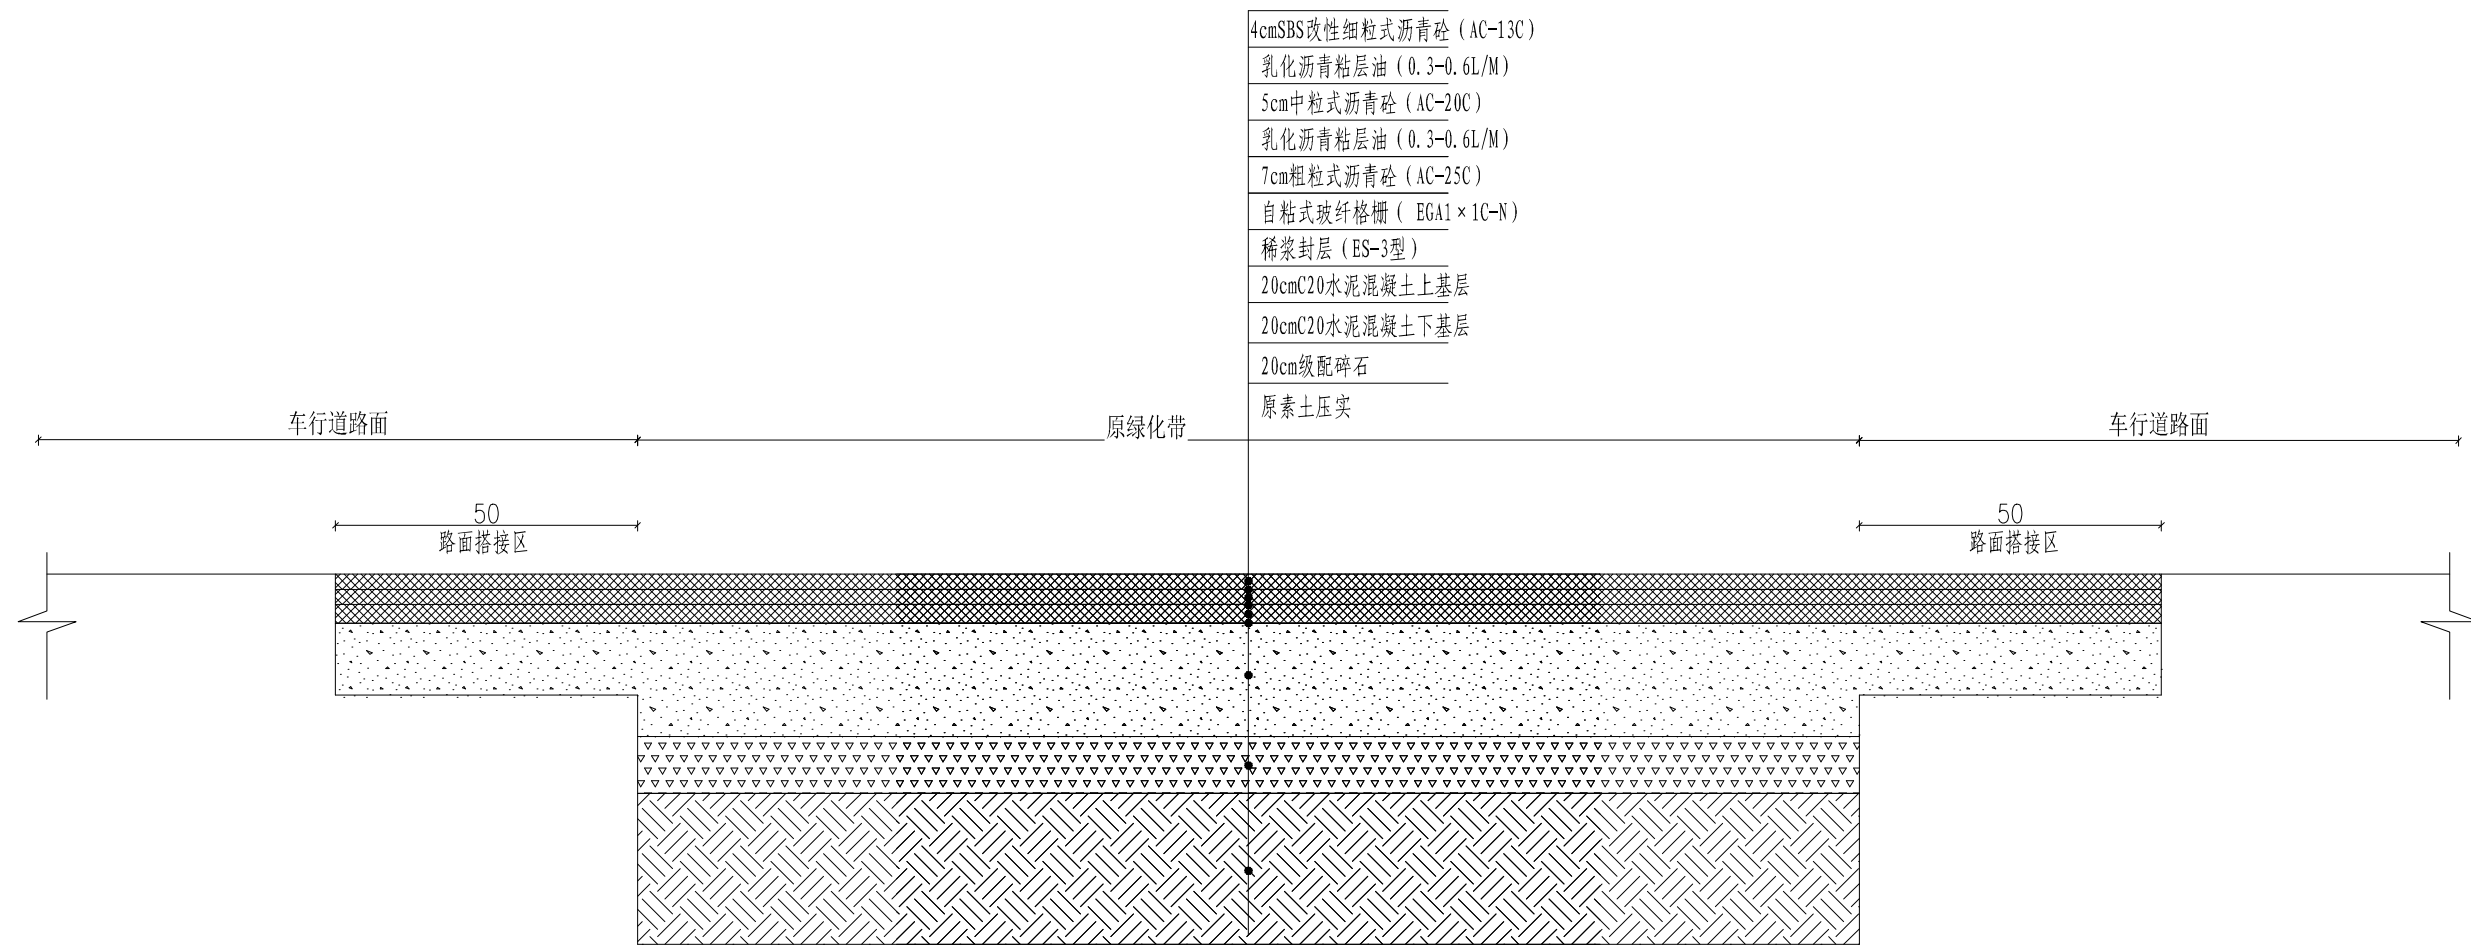 4cmSBS改性细粒式沥青砼（AC-13C）
乳化沥青粘层油（0.3-0.6L/M）
5cm中粒式沥青砼（AC-20C）
乳化沥青粘层油（0.3-0.6L/M）
7cm粗粒式沥青砼（AC-25C）
自粘式玻纤格栅（ EGA1×1C-N）
稀浆封层（ES-3型）
20cmC20水泥混凝土上基层
20cmC20水泥混凝土下基层
20cm级配碎石
原素土压实
车行道路面
原绿化带
车行道路面
50
路面搭接区
50
路面搭接区